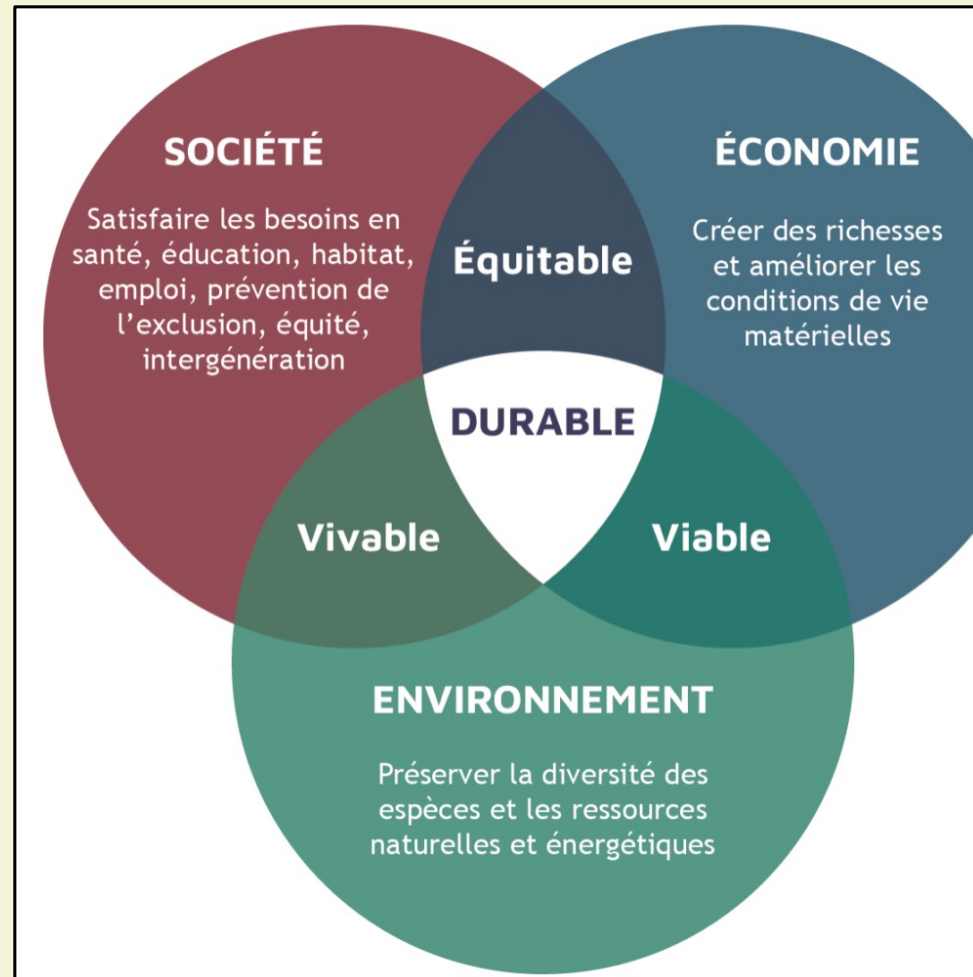 SOCIÉTÉ
Satisfaire les besoins en
santé, éducation, habitat,
emploi, prévention de
l’exclusion, équité,
intergénération
ÉCONOMIE
Créer des richesses
et améliorer les
conditions de vie
matérielles
Équitable
DURABLE
Vivable
Viable
ENVIRONNEMENT
Préserver la diversité des
espèces et les ressources
naturelles et énergétiques